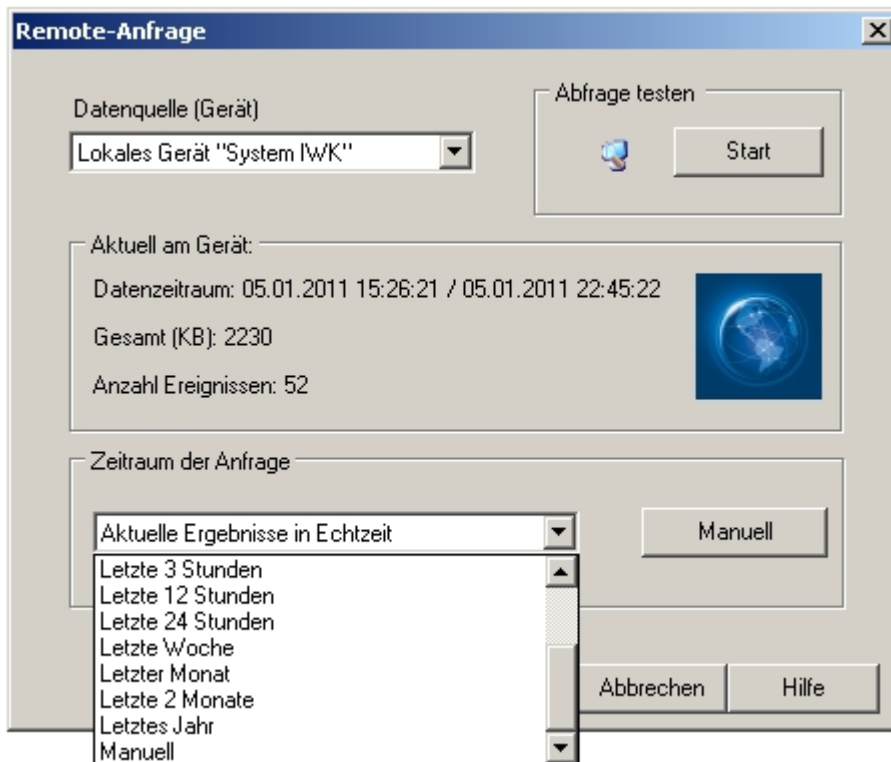 Remote-Anfrage
Datenquelle (Gerät)
Lokales Gerät "System IWK"
Abfrage testen
Start
Aktuell am Gerät:
Datenzeitraum: 05.01.2011 15:26:21 / 05.01.2011 22:45:22
Gesamt (KB): 2230
Anzahl Ereignissen: 52
Zeitraum der Anfrage
Aktuelle Ergebnisse in Echtzeit
Manuell
Letzte 3 Stunden
Letzte 12 Stunden
Letzte 24 Stunden
Letzte Woche
Letzter Monat
Letzte 2 Monate
Letztes Jahr
Manuell
Abbrechen
Hilfe